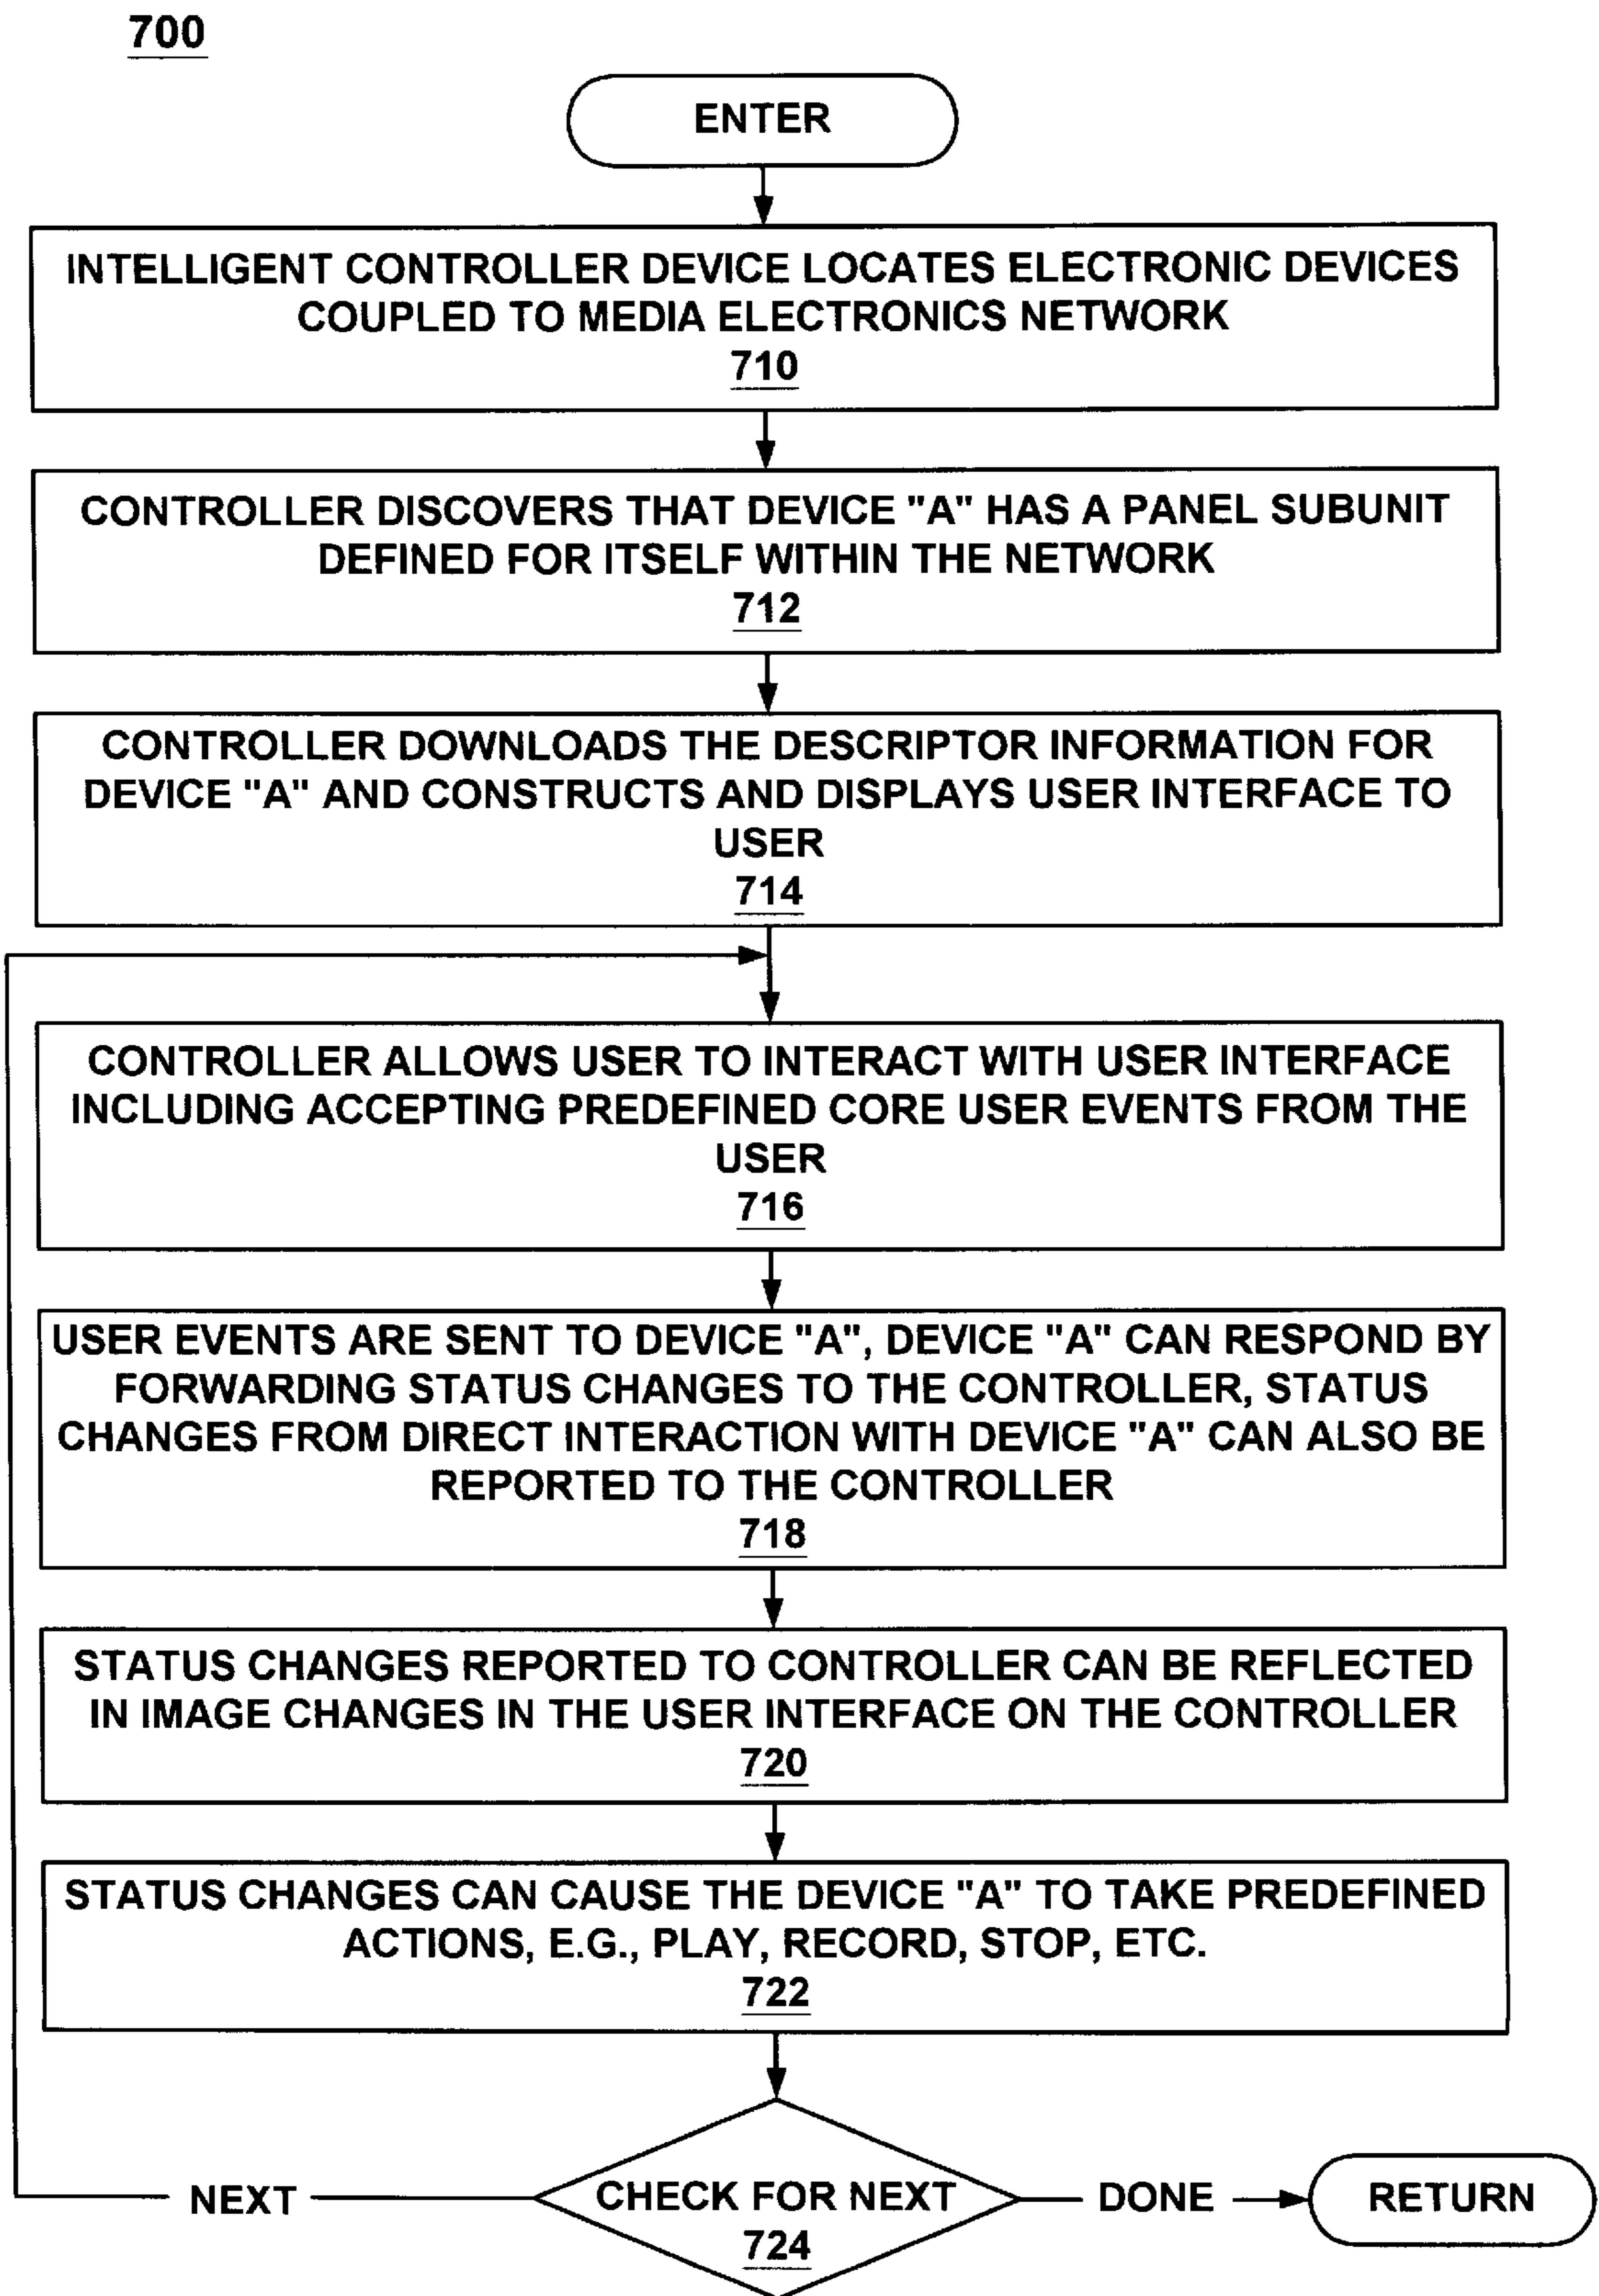 700
ENTER
INTELLIGENT CONTROLLER DEVICE LOCATES ELECTRONIC DEVICES
COUPLED TO MEDIA ELECTRONICS NETWORK
710
CONTROLLER DISCOVERS THAT DEVICE "A" HAS A PANEL SUBUNIT
DEFINED FOR ITSELF WITHIN THE NETWORK
712
CONTROLLER DOWNLOADS THE DESCRIPTOR INFORMATION FOR
DEVICE "A" AND CONSTRUCTS AND DISPLAYS USER INTERFACE TO
USER
714
CONTROLLER ALLOWS USER TO INTERACT WITH USER INTERFACE
INCLUDING ACCEPTING PREDEFINED CORE USER EVENTS FROM THE
USER
716
USER EVENTS ARE SENT TO DEVICE "A", DEVICE "A" CAN RESPOND BY
FORWARDING STATUS CHANGES TO THE CONTROLLER, STATUS
CHANGES FROM DIRECT INTERACTION WITH DEVICE "A" CAN ALSO BE
REPORTED TO THE CONTROLLER
718
STATUS CHANGES REPORTED TO CONTROLLER CAN BE REFLECTED
IN IMAGE CHANGES IN THE USER INTERFACE ON THE CONTROLLER
720
STATUS CHANGES CAN CAUSE THE DEVICE "A" TO TAKE PREDEFINED
ACTIONS, E.G., PLAY, RECORD, STOP, ETC.
722
NEXT
CHECK FOR NEXT
724
DONE
RETURN